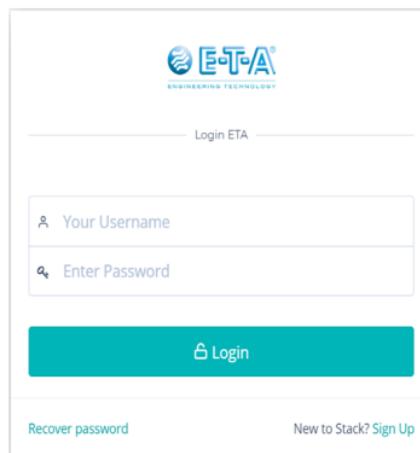 E-T-A®
ENGINEERING TECHNOLOGY
Login ETA
Your Username
Enter Password
Login
Recover password
New to Stack? Sign Up